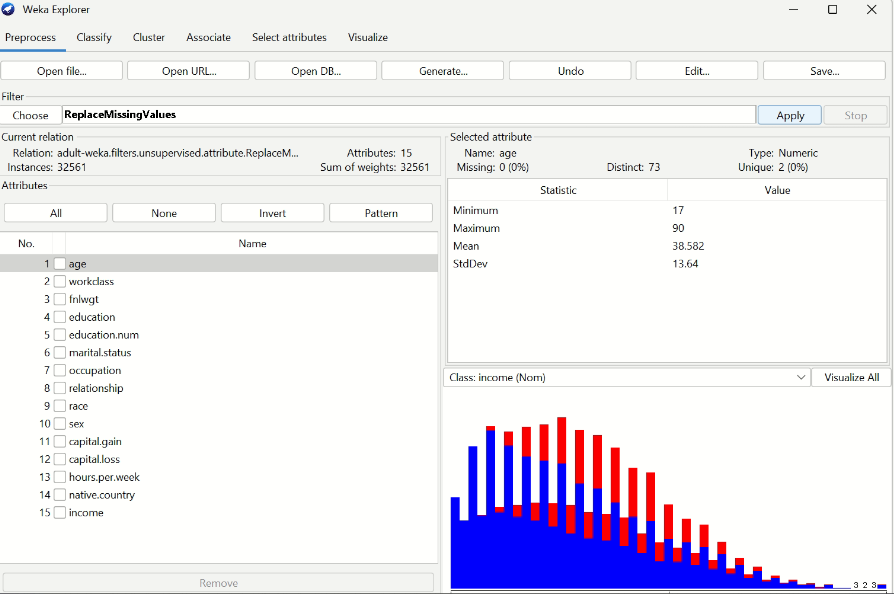 Weka Explorer
Preprocess Classify Cluster Associate Select attributes Visualize
Open file... Open URL... Open DB... Generate... Undo Edit... Save...
Filter
Choose ReplaceMissingValues Apply Stop
Current relation
Relation: adult-weka.filters.unsupervised.attribute.ReplaceM... Attributes: 15
Instances: 32561 Sum of weights: 32561
Selected attribute
Name: age Type: Numeric
Missing: 0 (0%) Distinct: 73 Unique: 2 (0%)
Attributes
All None Invert Pattern
No. Name
1 age
2 workclass
3 fnlwgt
4 education
5 education.num
6 marital.status
7 occupation
8 relationship
9 race
10 sex
11 capital.gain
12 capital.loss
13 hours.per.week
14 native.country
15 income
Remove
Statistic Value
Minimum 17
Maximum 90
Mean 38.582
StdDev 13.64
Class: income (Nom) Visualize All
3 2 3